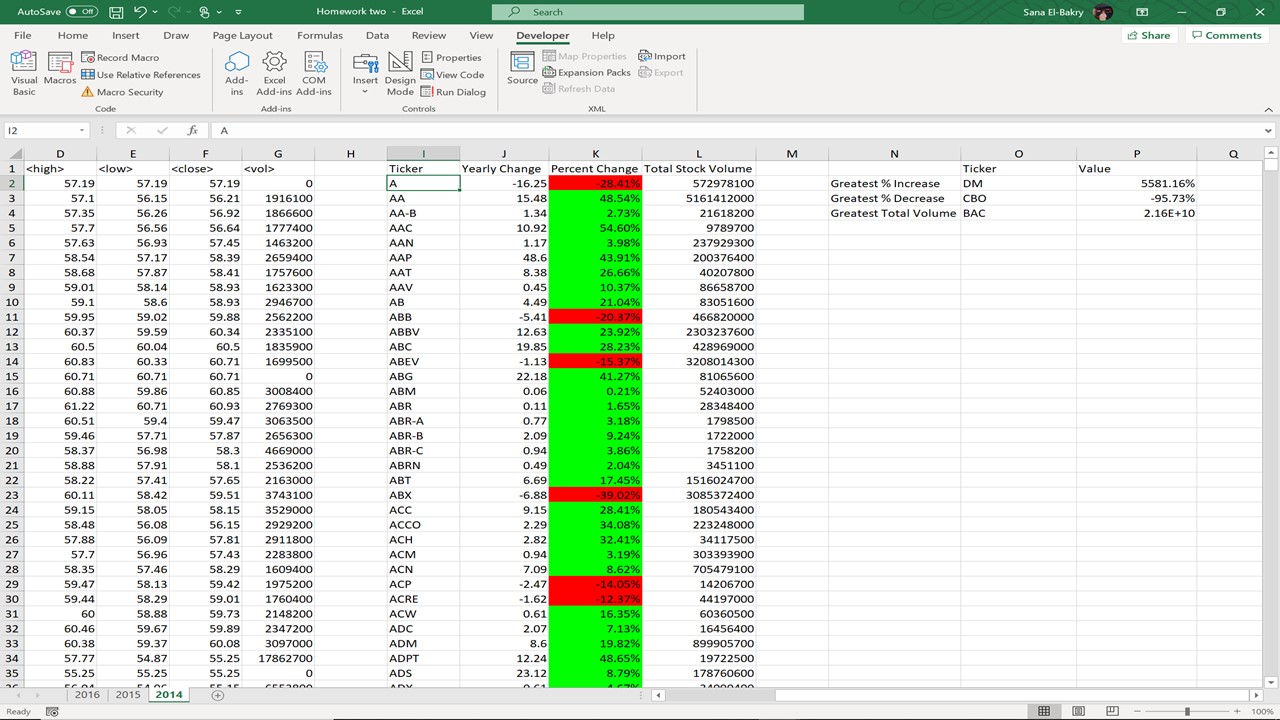 AutoSave Off Homework two - Excel Search Sana El-Bakry
File Home Insert Draw Page Layout Formulas Data Review View Developer Help Share Comments
Visual Basic
Macros
Record Macro
Use Relative References
Macro Security
Code
Add-ins
Excel Add-ins
COM Add-ins
Add-ins
Insert
Design Mode
Properties
View Code
Run Dialog
Controls
Source
Map Properties
Expansion Packs
Refresh Data
Import
Export
XML
I2 fx A
D E F G H I J K L M N O P Q
1 <high> <low> <close> <vol> Ticker Yearly Change Percent Change Total Stock Volume Ticker Value
2 57.19 57.19 57.19 0 A -16.25 -28.41% 572978100 Greatest % Increase DM 5581.16%
3 57.1 56.15 56.21 1916100 AA 15.48 48.54% 5161412000 Greatest % Decrease CBO -95.73%
4 57.35 56.26 56.92 1866600 AA-B 1.34 2.73% 21618200 Greatest Total Volume BAC 2.16E+10
5 57.7 56.56 56.64 1777400 AAC 10.92 54.60% 9789700
6 57.63 56.93 57.45 1463200 AAN 1.17 3.98% 237929300
7 58.54 57.17 58.39 2659400 AAP 48.6 43.91% 200376400
8 58.68 57.87 58.41 1757600 AAT 8.38 26.66% 40207800
9 59.01 58.14 58.93 1623300 AAV 0.45 10.37% 86658700
10 59.1 58.6 58.93 2946700 AB 4.49 21.04% 83051600
11 59.95 59.02 59.88 2562200 ABB -5.41 -20.37% 466820000
12 60.37 59.59 60.34 2335100 ABBV 12.63 23.92% 2303237600
13 60.5 60.04 60.5 1835900 ABC 19.85 28.23% 428969000
14 60.83 60.33 60.71 1699500 ABEV -1.13 -15.37% 3208014300
15 60.71 60.71 60.71 0 ABG 22.18 41.27% 81065600
16 60.88 59.86 60.85 3008400 ABM 0.06 0.21% 52403000
17 61.22 60.71 60.93 2769300 ABR 0.11 1.65% 28348400
18 60.51 59.4 59.47 3063500 ABR-A 0.77 3.18% 1798500
19 59.46 57.71 57.87 2656300 ABR-B 2.09 9.24% 1722000
20 58.37 56.98 58.3 4669000 ABR-C 0.94 3.86% 1758200
21 58.88 57.91 58.1 2536200 ABRN 0.49 2.04% 3451100
22 58.22 57.41 57.65 2163000 ABT 6.69 17.45% 1516024700
23 60.11 58.42 59.51 3743100 ABX -6.88 -39.02% 3085372400
24 59.15 58.05 58.15 3529000 ACC 9.15 28.41% 180543400
25 58.48 56.08 56.15 2929200 ACCO 2.29 34.08% 223248000
26 57.88 56.09 57.81 2911800 ACH 2.82 32.41% 34117500
27 57.7 56.96 57.43 2283800 ACM 0.94 3.19% 303393900
28 58.35 57.46 58.29 1609400 ACN 7.09 8.62% 705479100
29 59.47 58.13 59.42 1975200 ACP -2.47 -14.05% 14206700
30 59.44 58.29 59.01 1760400 ACRE -1.62 -12.37% 44197000
31 60 58.88 59.73 2148200 ACW 0.61 16.35% 60360500
32 60.46 59.67 59.89 2347200 ADC 2.07 7.13% 16456400
33 60.38 59.37 60.08 3097000 ADM 8.6 19.82% 899905700
34 57.77 54.87 55.25 17862700 ADPT 12.24 48.65% 19722500
35 55.25 55.25 55.25 0 ADS 23.12 8.79% 178760600
2016 2015 2014
Ready 100%